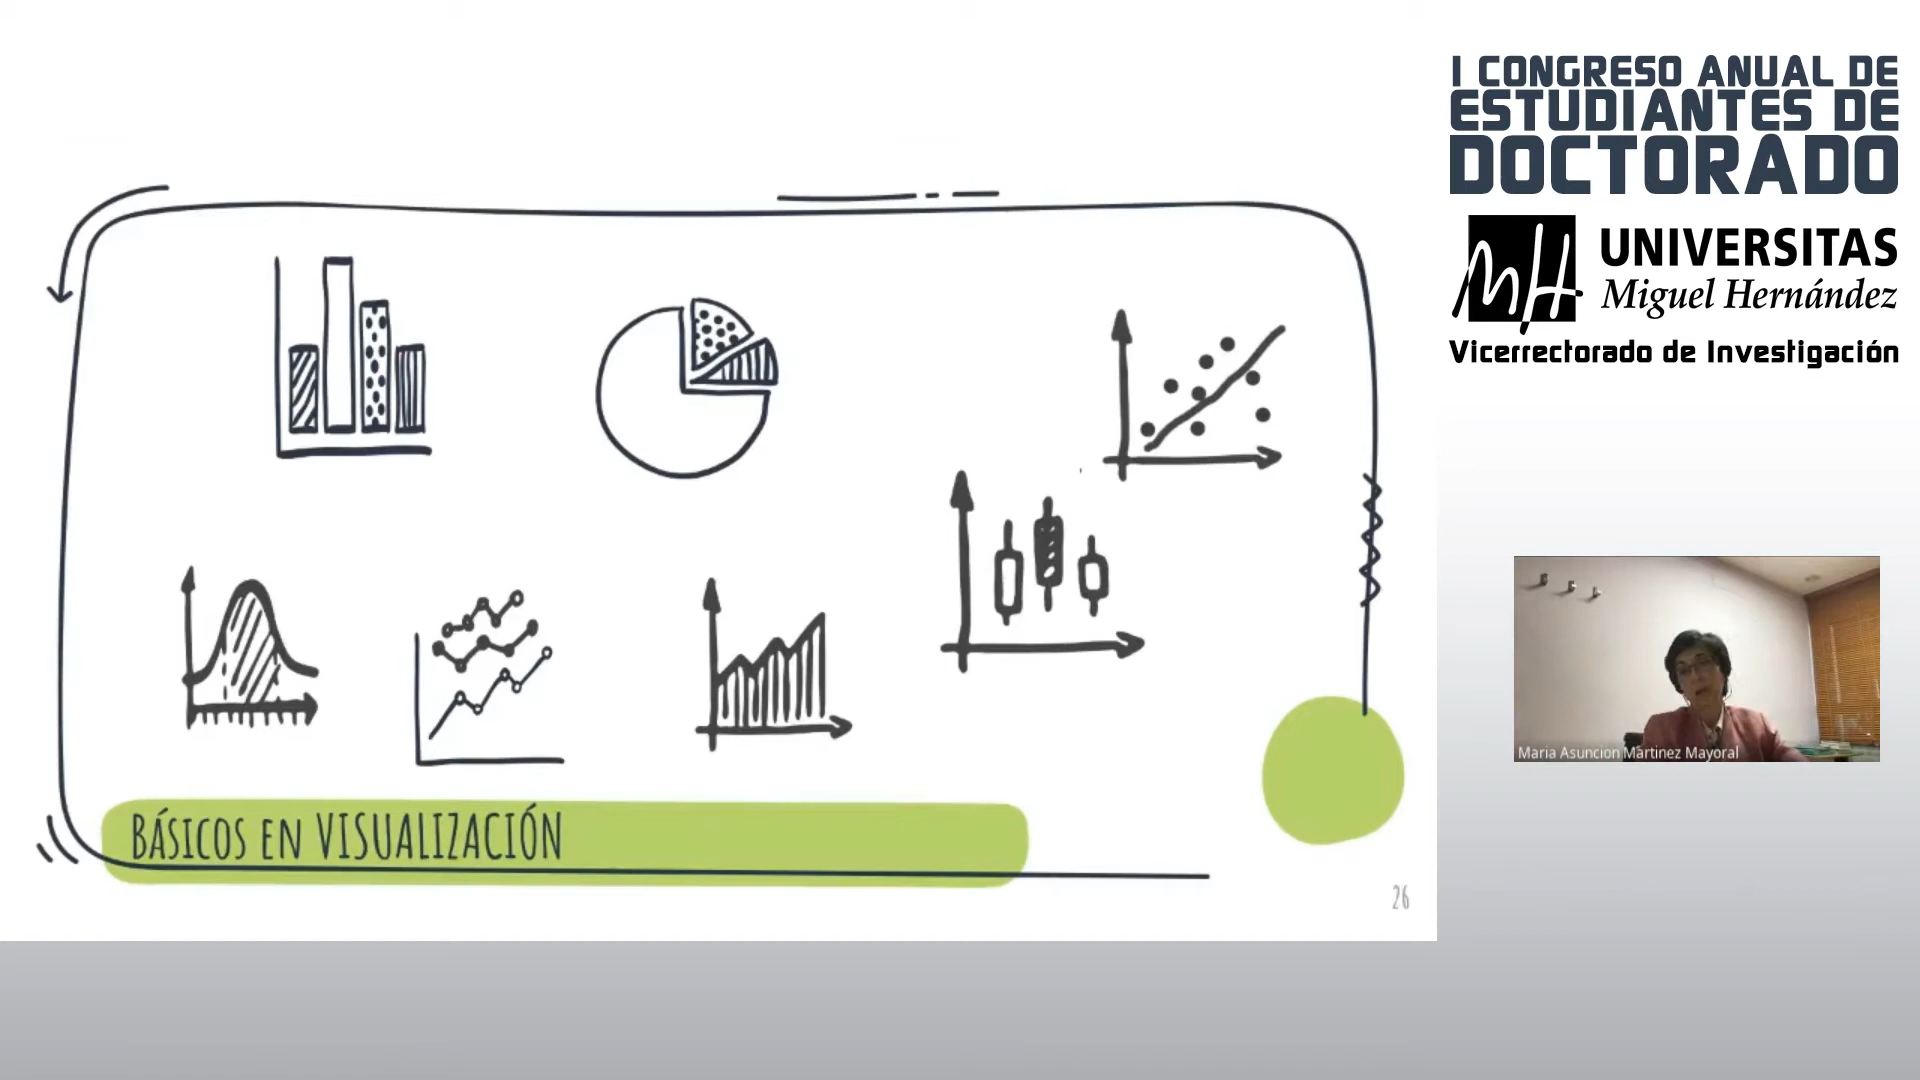 I CONGRESO ANUAL DE
ESTUDIANTES DE
DOCTORADO
MH
UNIVERSITAS
Miguel Hernández
Vicerrectorado de Investigación
Maria Asuncion Martinez Mayoral
BÁSICOS en VISUALIZACIÓN
26